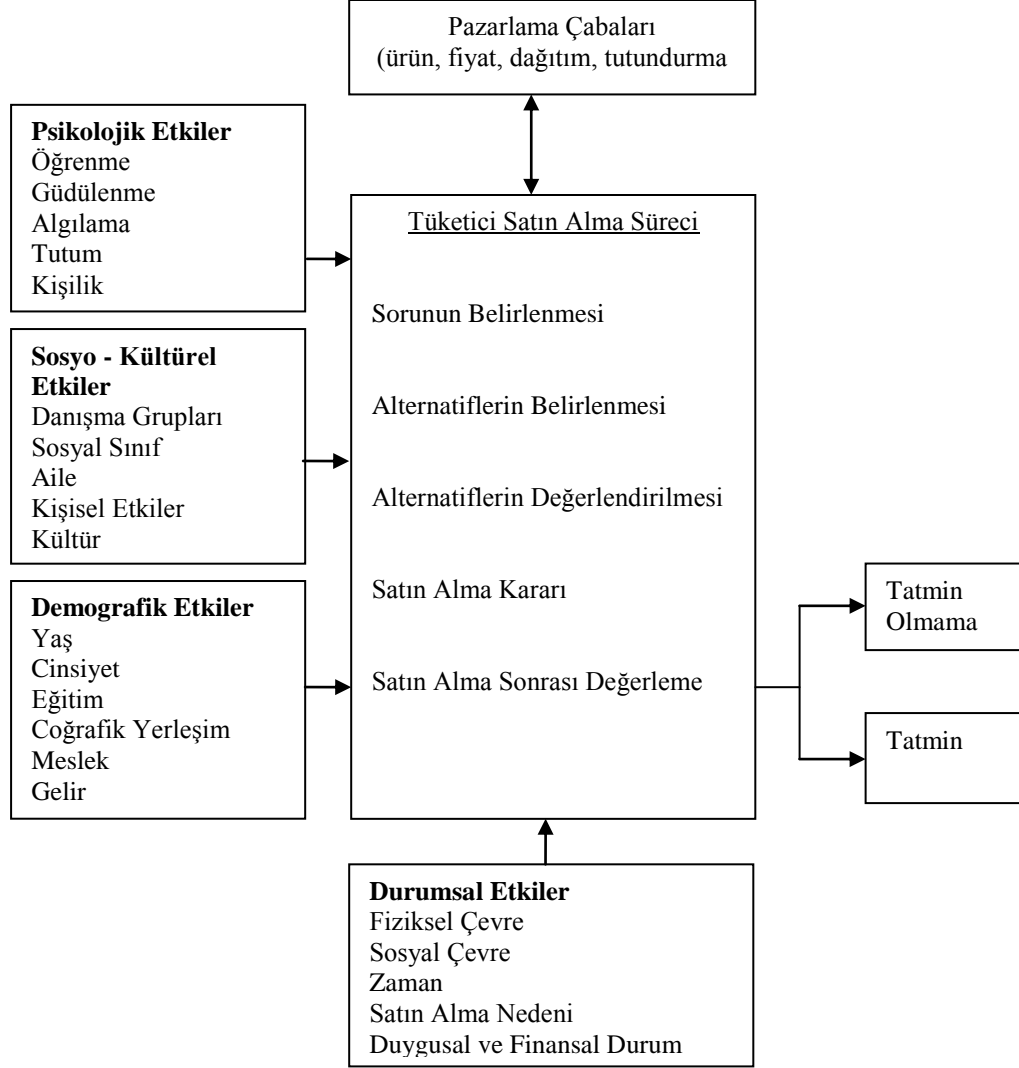 Pazarlama Çabaları
(ürün, fiyat, dağıtım, tutundurma
Psikolojik Etkiler
Öğrenme
Güdülenme
Algılama
Tutum
Kişilik
Sosyo - Kültürel
Etkiler
Danışma Grupları
Sosyal Sınıf
Aile
Kişisel Etkiler
Kültür
Demografik Etkiler
Yaş
Cinsiyet
Eğitim
Coğrafik Yerleşim
Meslek
Gelir
Tüketici Satın Alma Süreci
Sorunun Belirlenmesi
Alternatiflerin Belirlenmesi
Alternatiflerin Değerlendirilmesi
Satın Alma Kararı
Satın Alma Sonrası Değerleme
Tatmin
Olmama
Tatmin
Durumsal Etkiler
Fiziksel Çevre
Sosyal Çevre
Zaman
Satın Alma Nedeni
Duygusal ve Finansal Durum